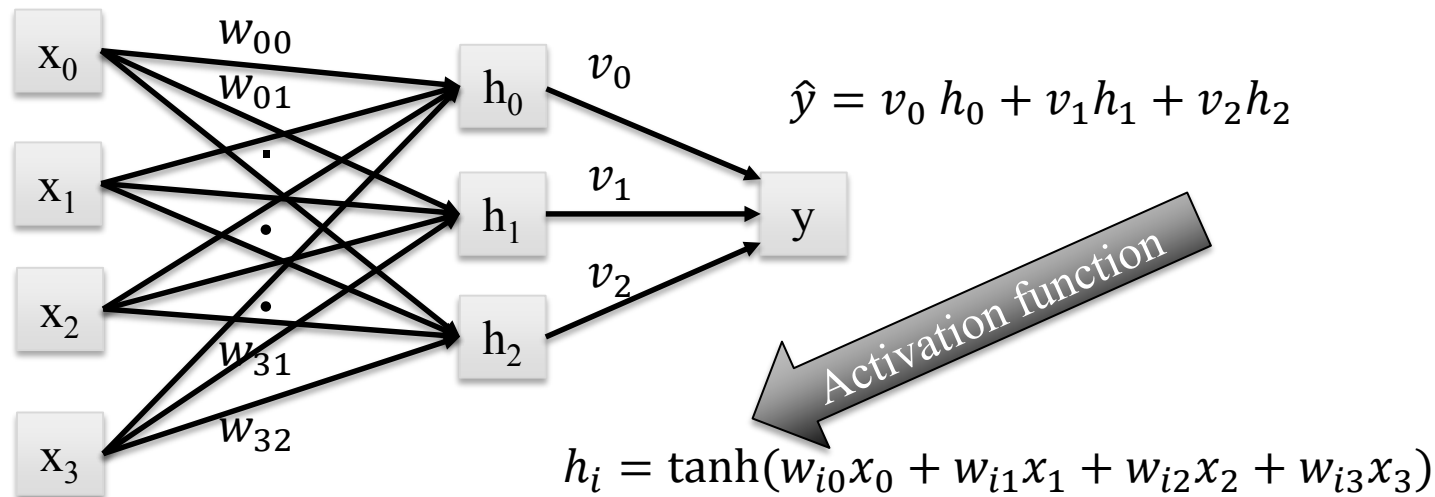 x₀
x₁
x₂
x₃
w₀₀
w₀₁
w₃₁
w₃₂
h₀
h₁
h₂
v₀
v₁
v₂
y
ŷ = v₀ h₀ + v₁h₁ + v₂h₂
Activation function
hᵢ = tanh(wᵢ₀x₀ + wᵢ₁x₁ + wᵢ₂x₂ + wᵢ₃x₃)